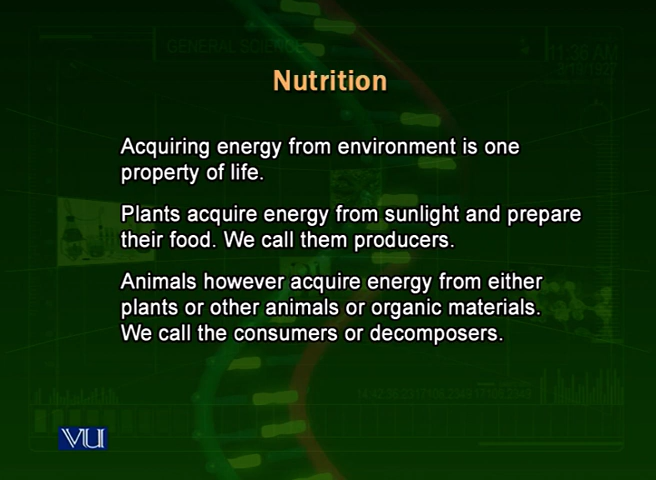 GENERAL SCIENCE
Nutrition
Acquiring energy from environment is one
property of life.
Plants acquire energy from sunlight and prepare
their food. We call them producers.
Animals however acquire energy from either
plants or other animals or organic materials.
We call the consumers or decomposers.
VU